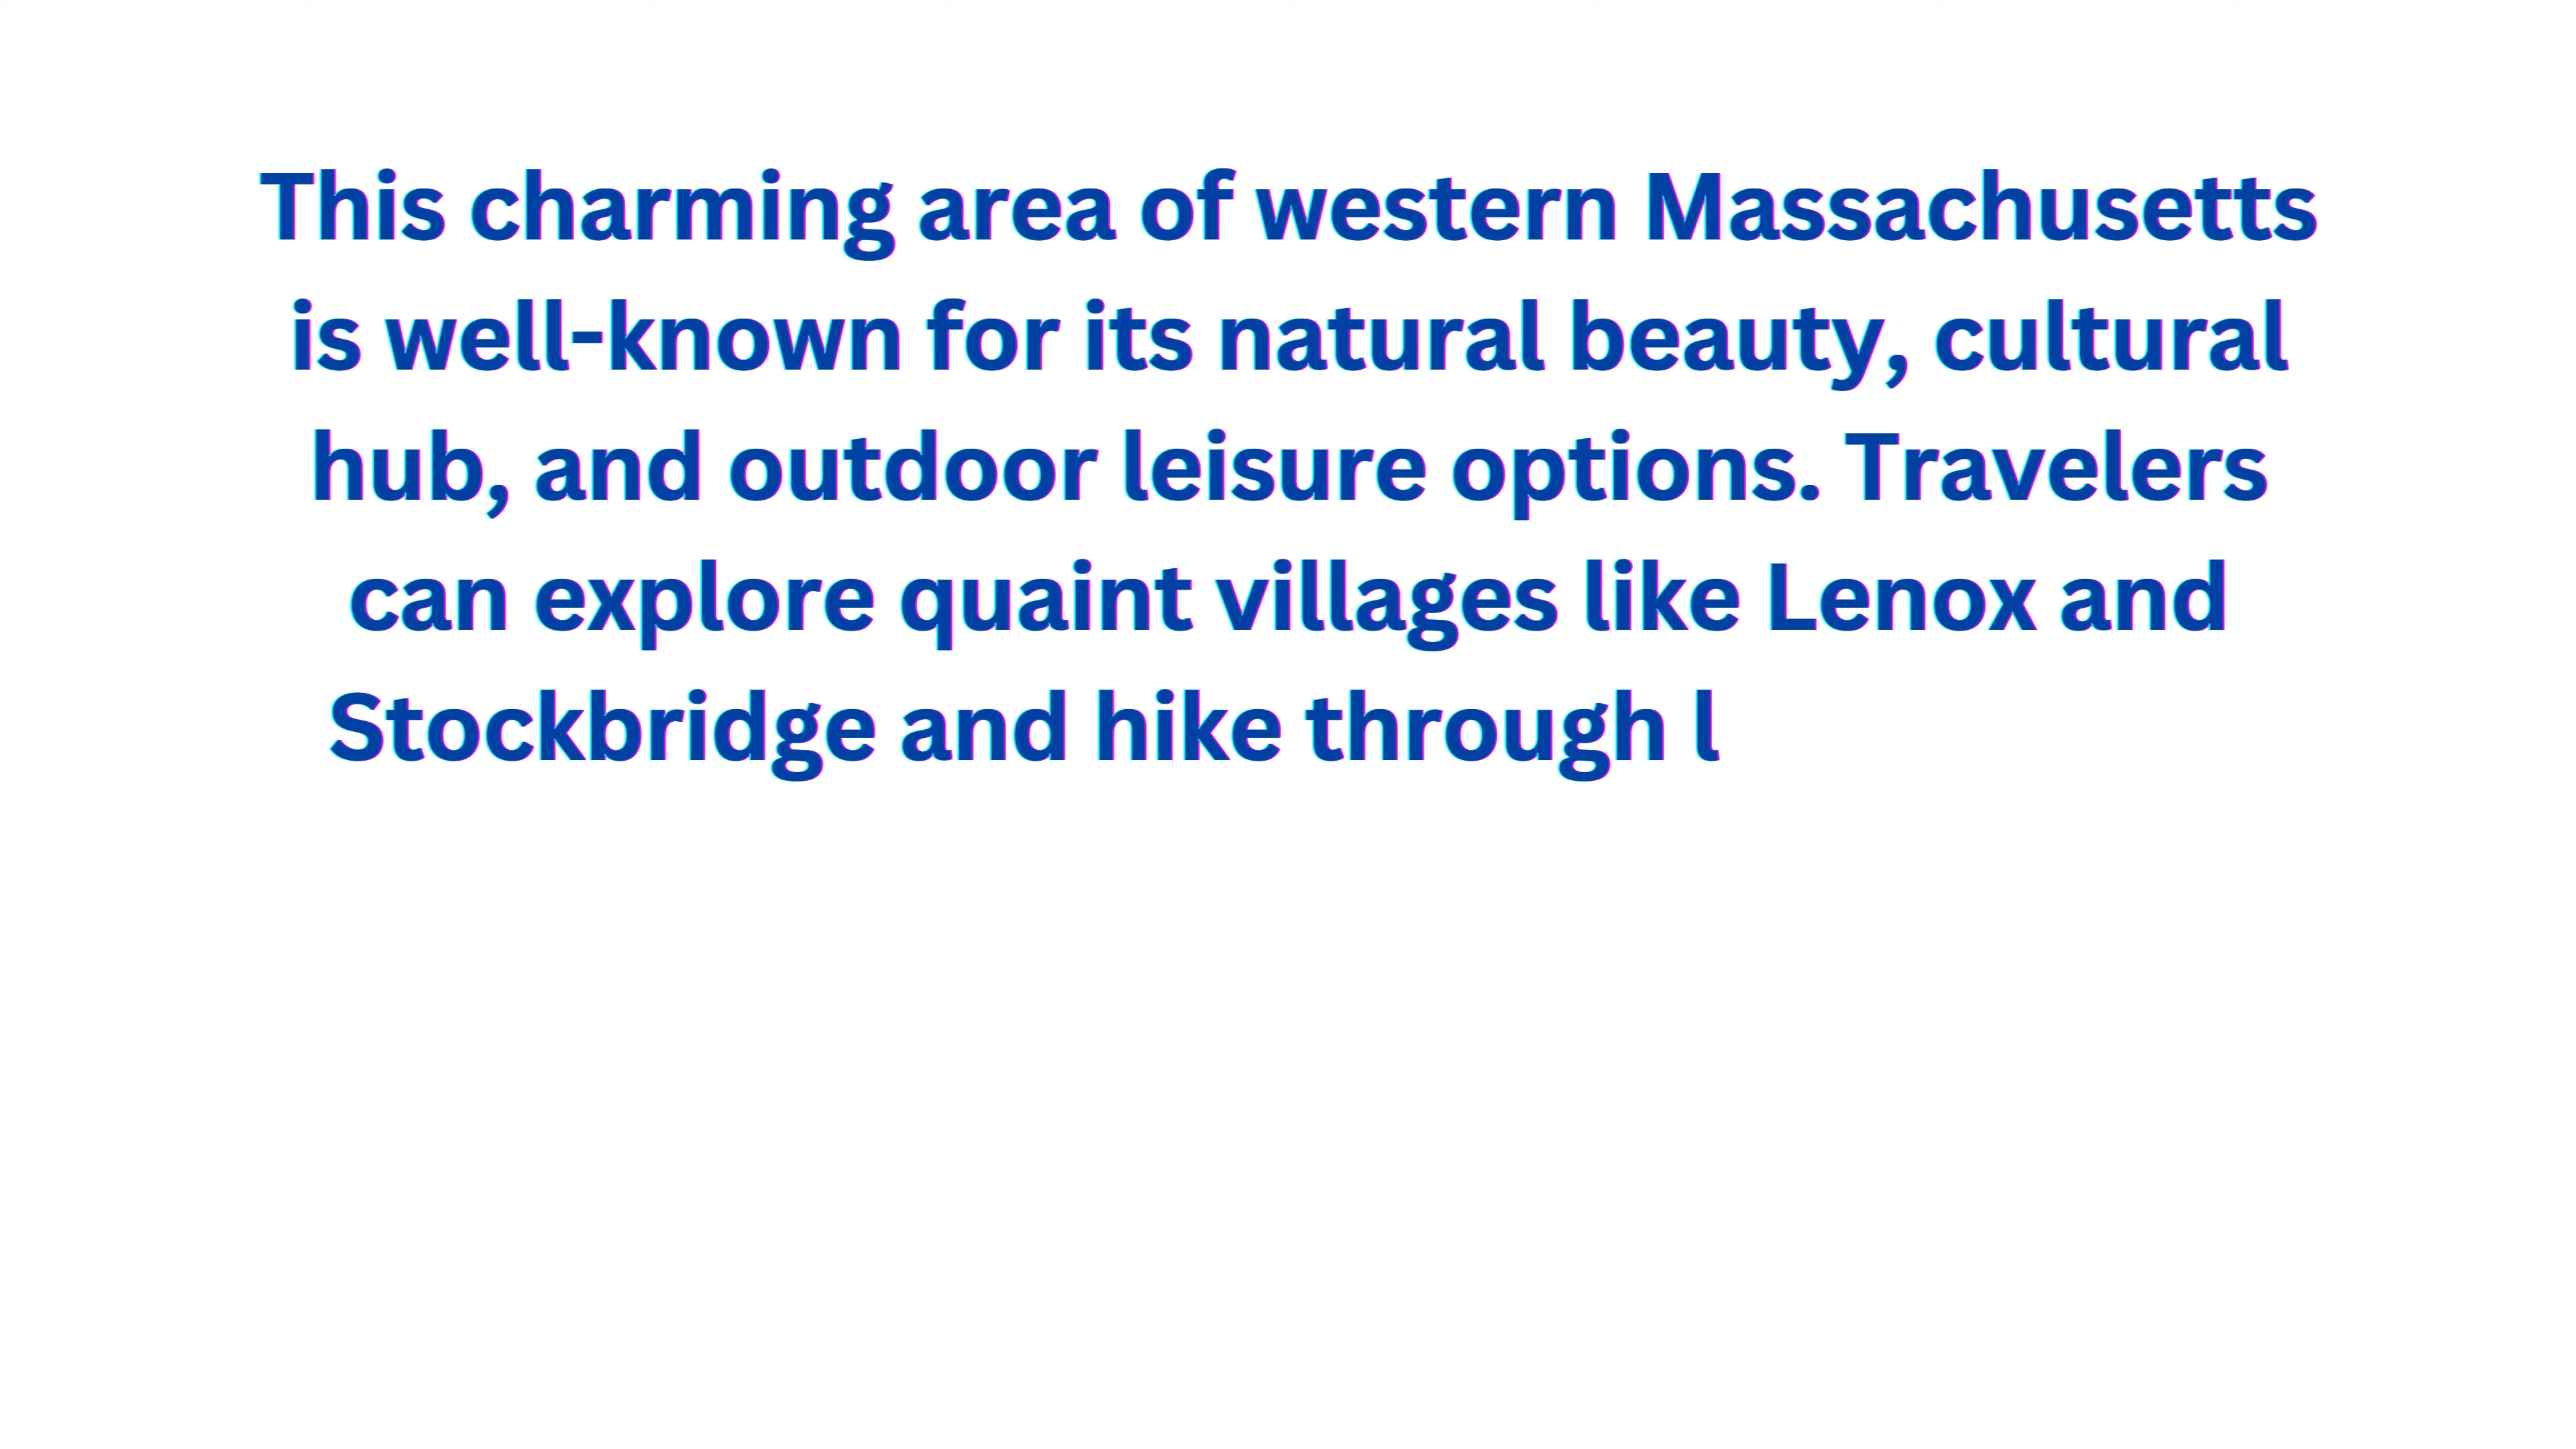 This charming area of western Massachusetts
is well-known for its natural beauty, cultural
hub, and outdoor leisure options. Travelers
can explore quaint villages like Lenox and
Stockbridge and hike through l